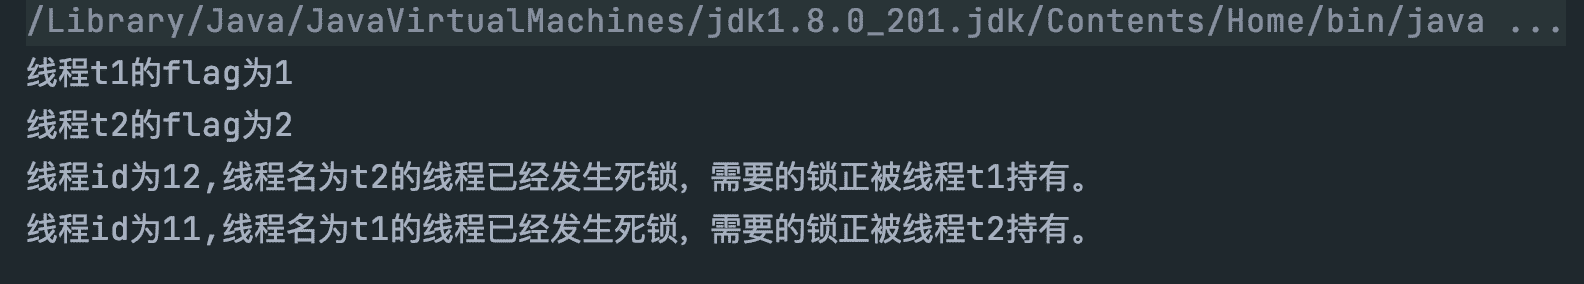 /Library/Java/JavaVirtualMachines/jdk1.8.0_201.jdk/Contents/Home/bin/java ...
线程t1的flag为1
线程t2的flag为2
线程id为12,线程名为t2的线程已经发生死锁，需要的锁正被线程t1持有。
线程id为11,线程名为t1的线程已经发生死锁，需要的锁正被线程t2持有。